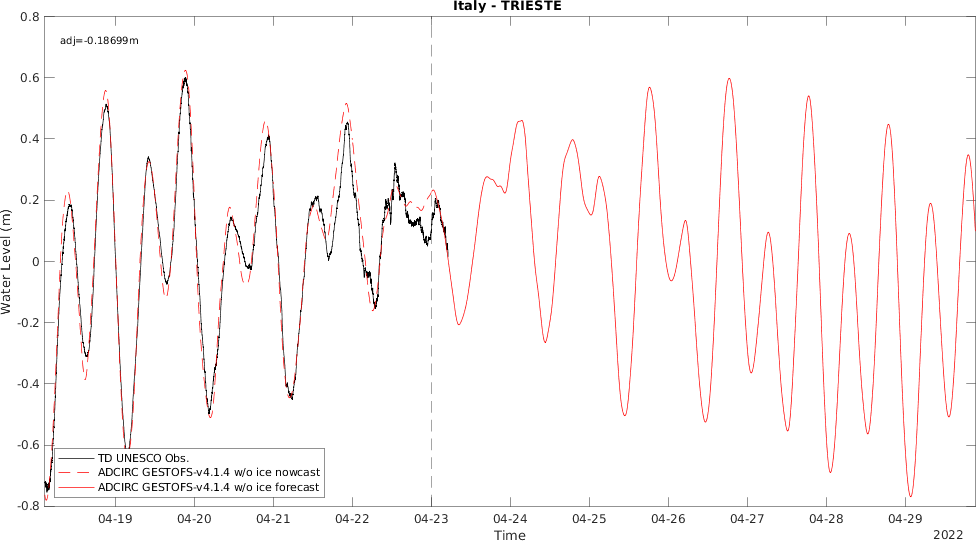 Italy - TRIESTE
adj=-0.18699m
0.8
0.6
0.4
0.2
0
-0.2
-0.4
-0.6
-0.8
Water Level (m)
TD UNESCO Obs.
ADCIRC GESTOFS-v4.1.4 w/o ice nowcast
ADCIRC GESTOFS-v4.1.4 w/o ice forecast
04-19 04-20 04-21 04-22 04-23 04-24 04-25 04-26 04-27 04-28 04-29
Time
2022